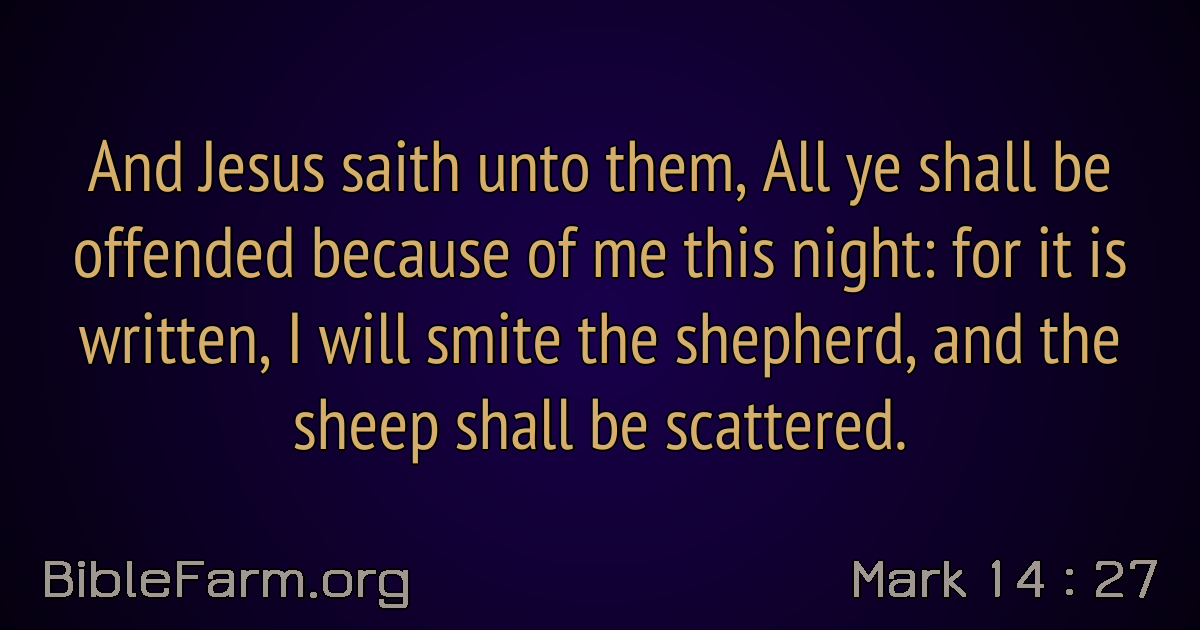 And Jesus saith unto them, All ye shall be
offended because of me this night: for it is
written, I will smite the shepherd, and the
sheep shall be scattered.
BibleFarm.org
Mark 14 : 27